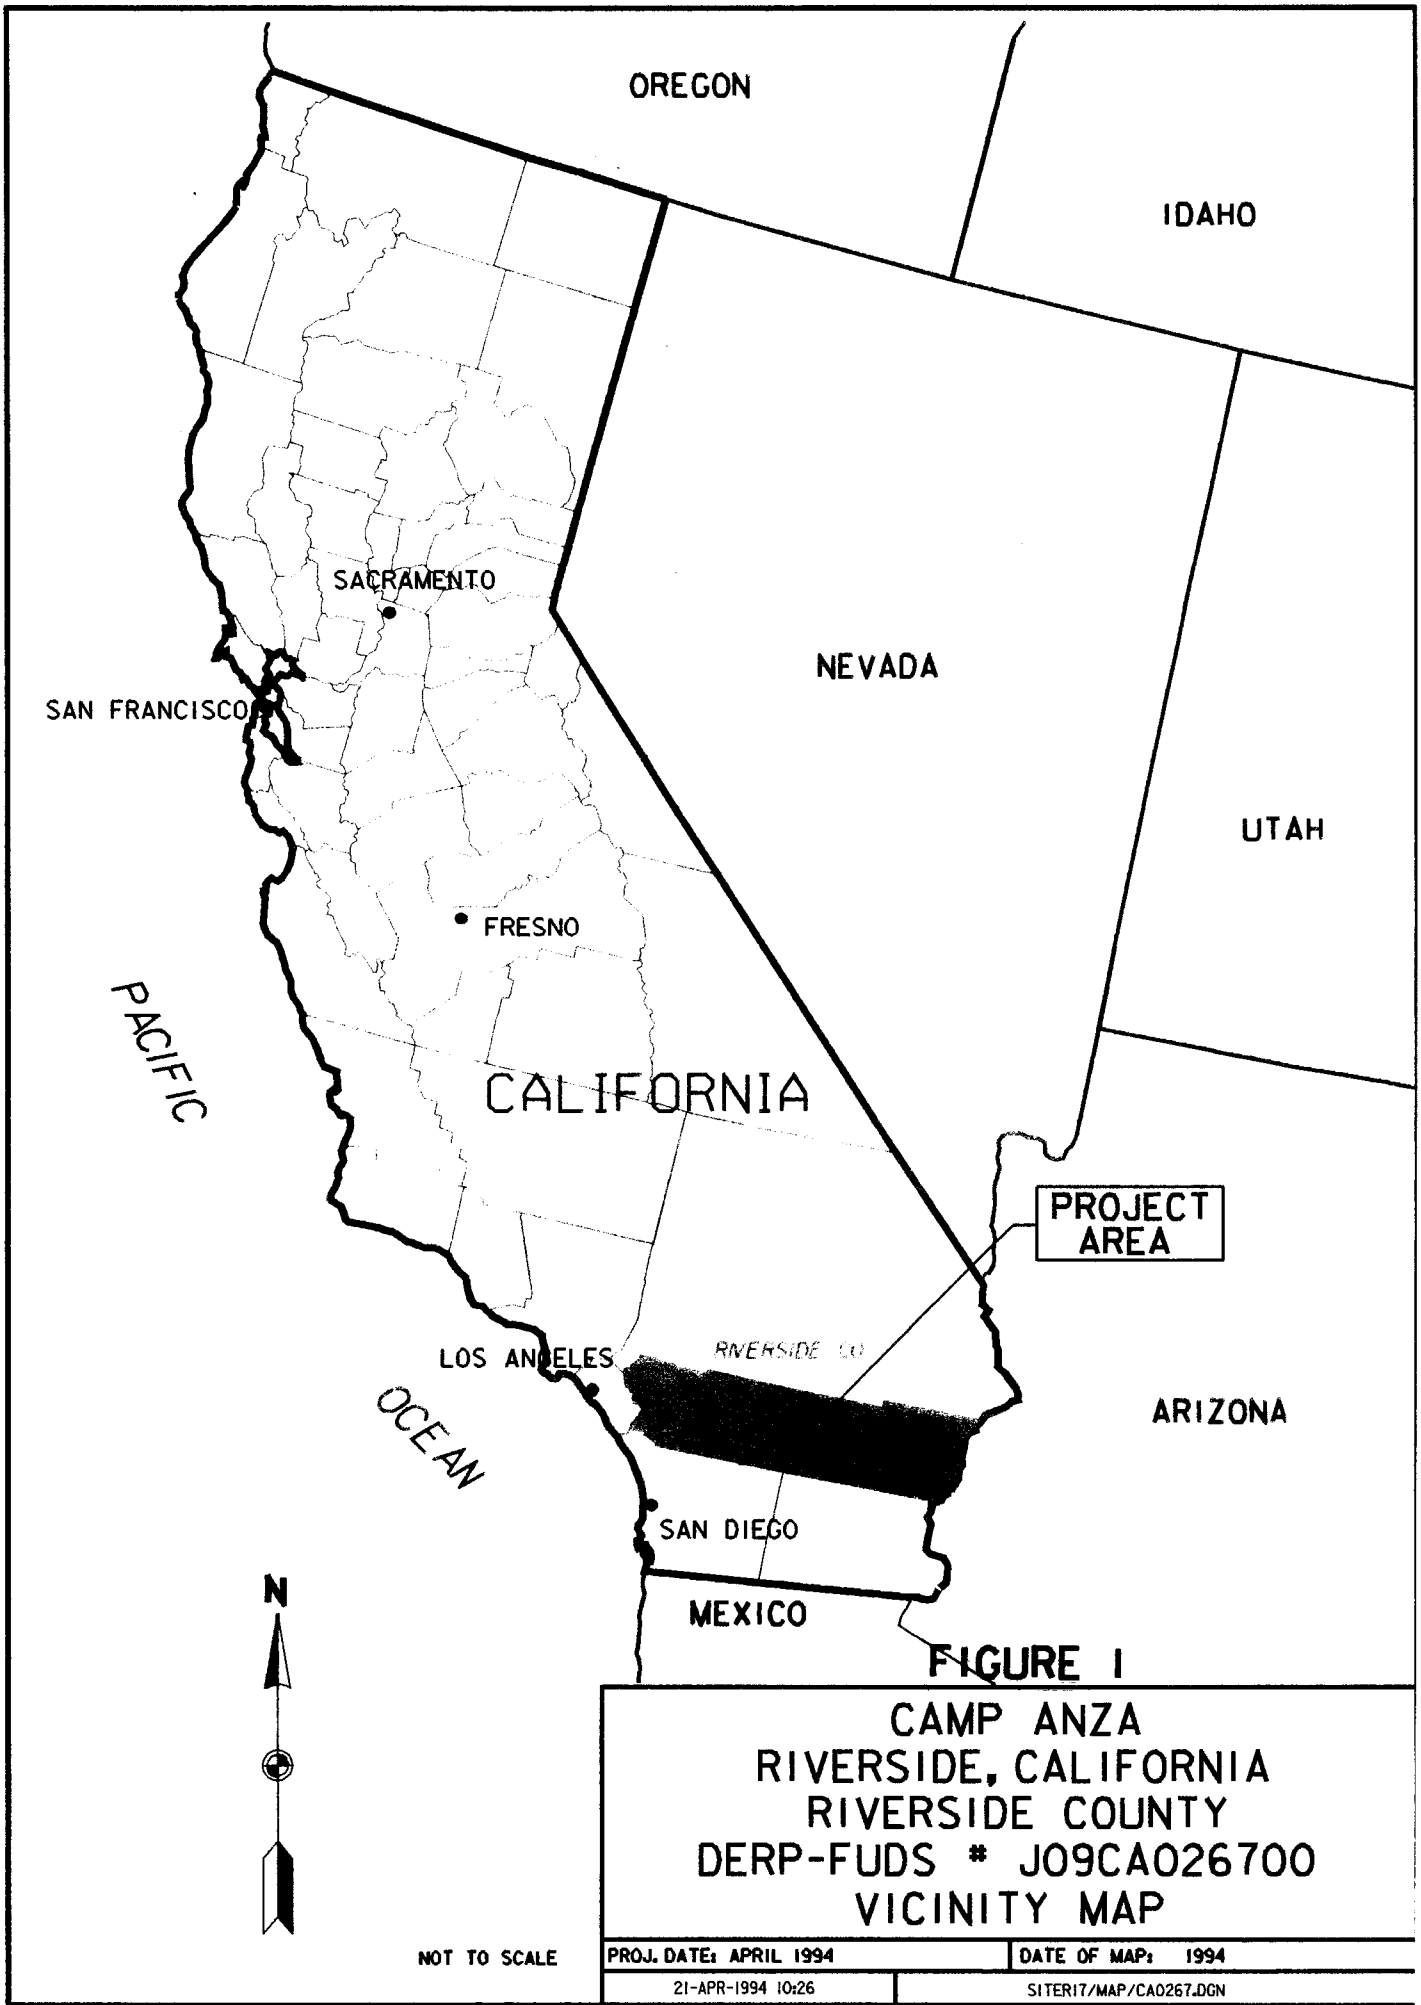 OREGON
IDAHO
SACRAMENTO
NEVADA
SAN FRANCISCO
UTAH
FRESNO
PACIFIC
CALIFORNIA
PROJECT
AREA
RIVERSIDE CO
LOS ANGELES
OCEAN
ARIZONA
SAN DIEGO
N
MEXICO
FIGURE 1
CAMP ANZA
RIVERSIDE, CALIFORNIA
RIVERSIDE COUNTY
DERP-FUDS # J09CA026700
VICINITY MAP
NOT TO SCALE
PROJ. DATE: APRIL 1994
DATE OF MAP: 1994
21-APR-1994 10:26
SITER17/MAP/CA0267.DGN